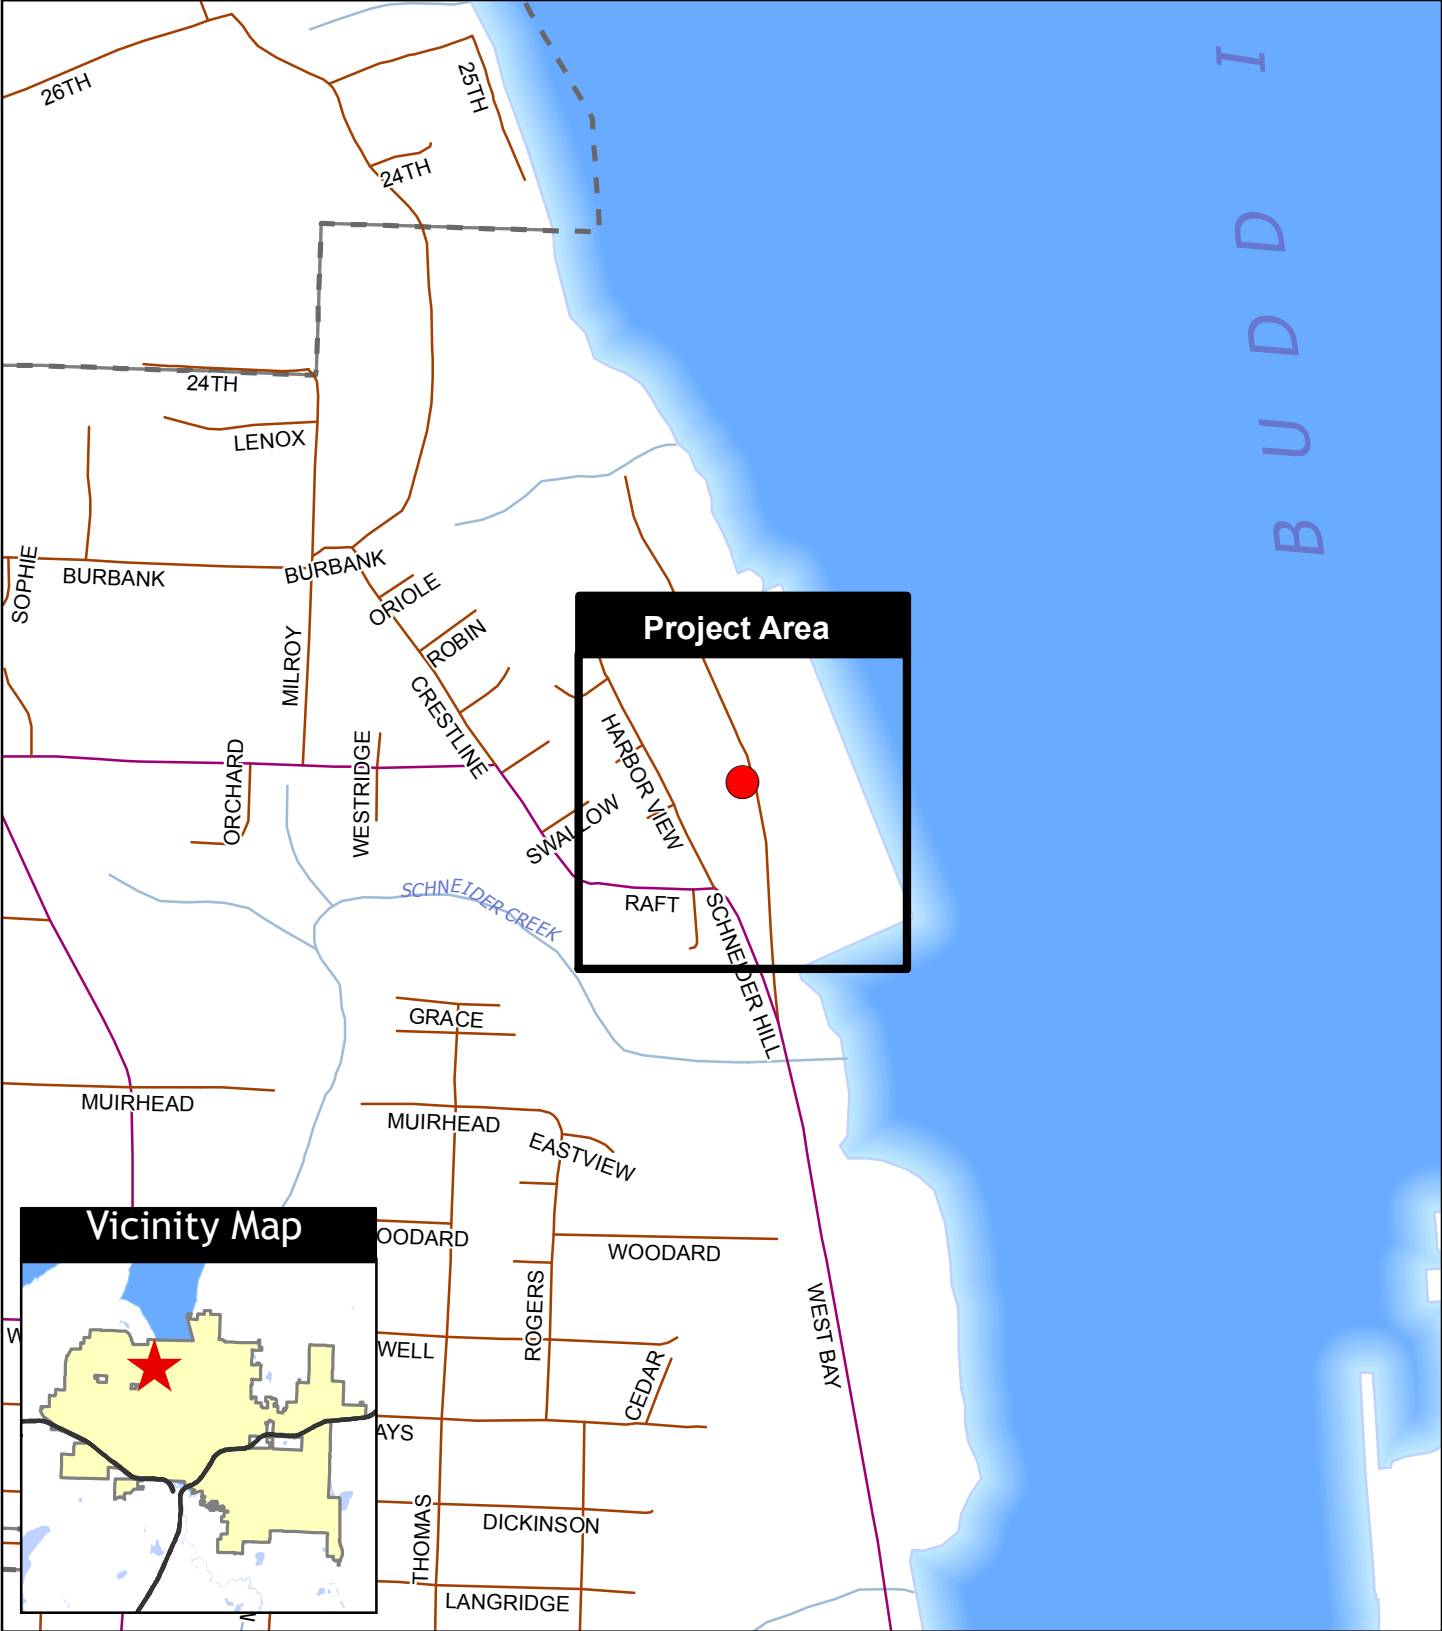 26TH
25TH
24TH
BUDD I
24TH
LENOX
SOPHIE
BURBANK
BURBANK
ORIOLE
ROBIN
MILROY
CRESTLINE
Project Area
ORCHARD
WESTRIDGE
HARBOR VIEW
SWALLOW
SCHNEIDER CREEK
RAFT
SCHNEIDER HILL
GRACE
MUIRHEAD
MUIRHEAD
EASTVIEW
Vicinity Map
OODARD
WOODARD
ROGERS
WEST BAY
W
WELL
CEDAR
AYS
THOMAS
DICKINSON
LANGRIDGE
W